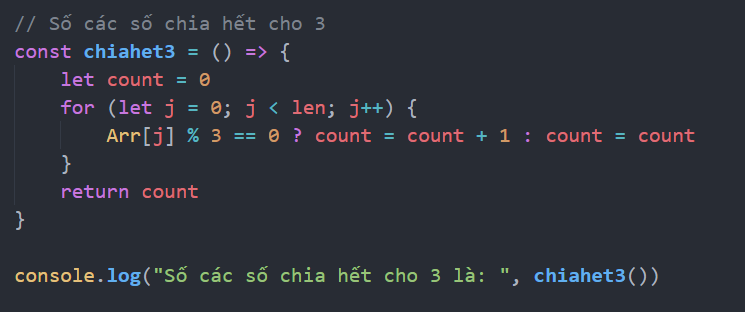 // Số các số chia hết cho 3
const chiahet3 = () => {
    let count = 0
    for (let j = 0; j < len; j++) {
        Arr[j] % 3 == 0 ? count = count + 1 : count = count
    }
    return count
}
console.log("Số các số chia hết cho 3 là: ", chiahet3())